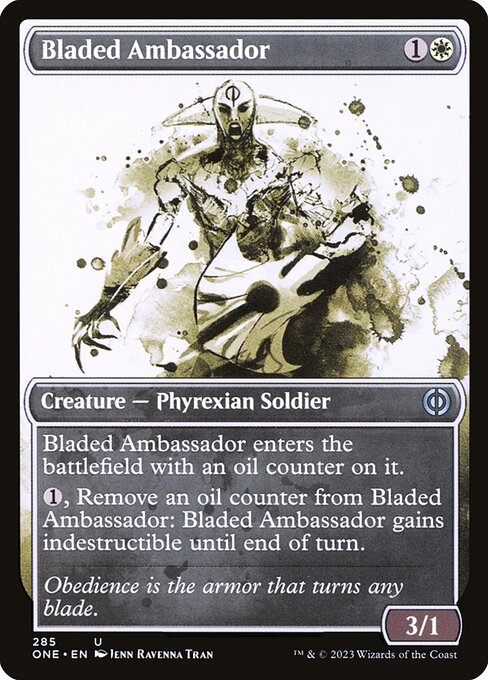 Bladed Ambassador 1
Creature — Phyrexian Soldier
Bladed Ambassador enters the
battlefield with an oil counter on it.
1, Remove an oil counter from Bladed
Ambassador: Bladed Ambassador gains
indestructible until end of turn.
Obedience is the armor that turns any
blade.
3/1
285 U
ONE • EN Jenn Ravenna Tran ™ & © 2023 Wizards of the Coast